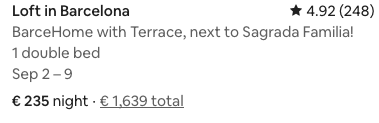 Loft in Barcelona ★ 4.92 (248)
BarceHome with Terrace, next to Sagrada Familia!
1 double bed
Sep 2 – 9
€ 235 night · € 1,639 total